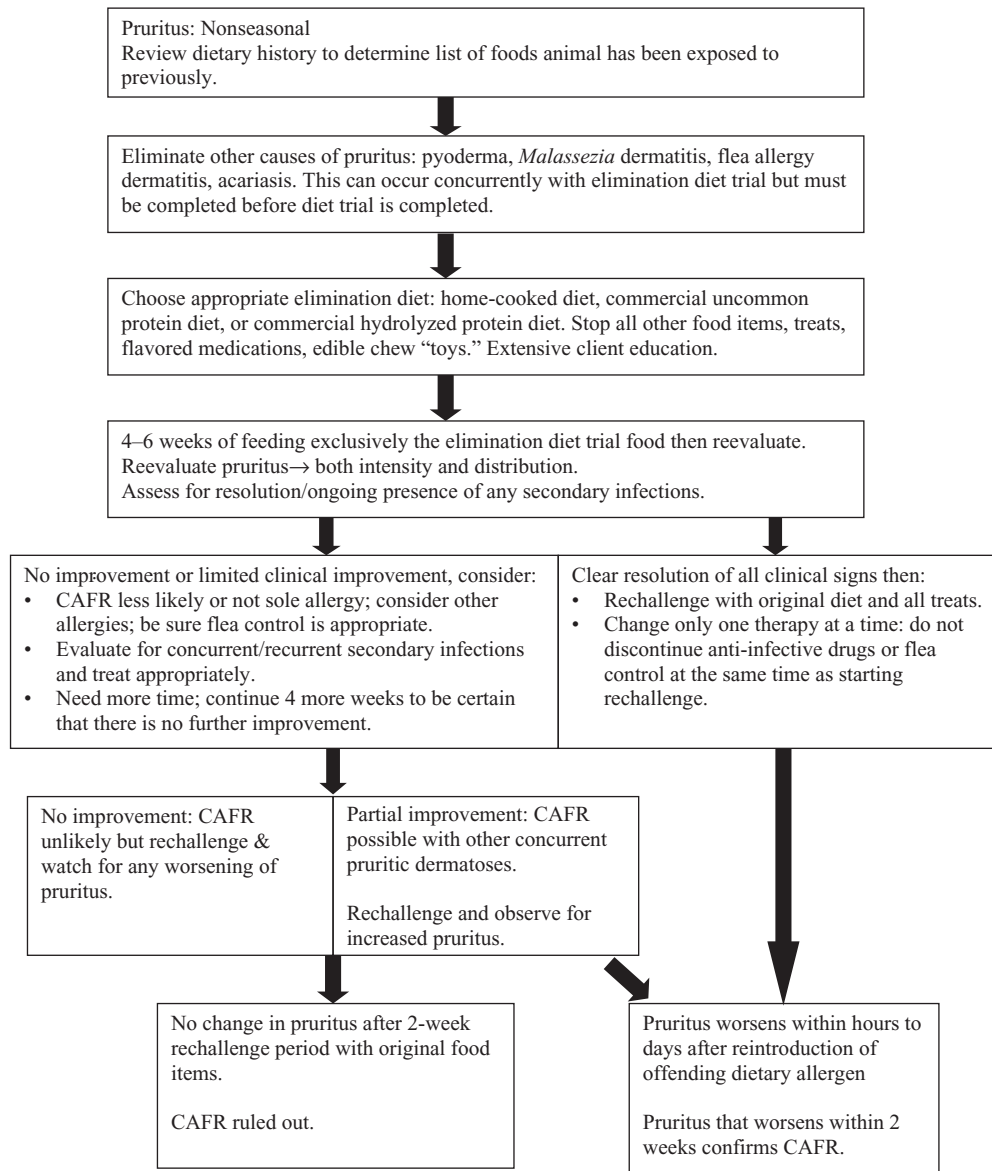 Pruritus: Nonseasonal
Review dietary history to determine list of foods animal has been exposed to
previously.
Eliminate other causes of pruritus: pyoderma, Malassezia dermatitis, flea allergy
dermatitis, acariasis. This can occur concurrently with elimination diet trial but must
be completed before diet trial is completed.
Choose appropriate elimination diet: home-cooked diet, commercial uncommon
protein diet, or commercial hydrolyzed protein diet. Stop all other food items, treats,
flavored medications, edible chew “toys.” Extensive client education.
4–6 weeks of feeding exclusively the elimination diet trial food then reevaluate.
Reevaluate pruritus→ both intensity and distribution.
Assess for resolution/ongoing presence of any secondary infections.
No improvement or limited clinical improvement, consider:
• CAFR less likely or not sole allergy; consider other
allergies; be sure flea control is appropriate.
• Evaluate for concurrent/recurrent secondary infections
and treat appropriately.
• Need more time; continue 4 more weeks to be certain
that there is no further improvement.
Clear resolution of all clinical signs then:
• Rechallenge with original diet and all treats.
• Change only one therapy at a time: do not
discontinue anti-infective drugs or flea
control at the same time as starting
rechallenge.
No improvement: CAFR
unlikely but rechallenge &
watch for any worsening of
pruritus.
Partial improvement: CAFR
possible with other concurrent
pruritic dermatoses.
Rechallenge and observe for
increased pruritus.
No change in pruritus after 2-week
rechallenge period with original food
items.
CAFR ruled out.
Pruritus worsens within hours to
days after reintroduction of
offending dietary allergen
Pruritus that worsens within 2
weeks confirms CAFR.